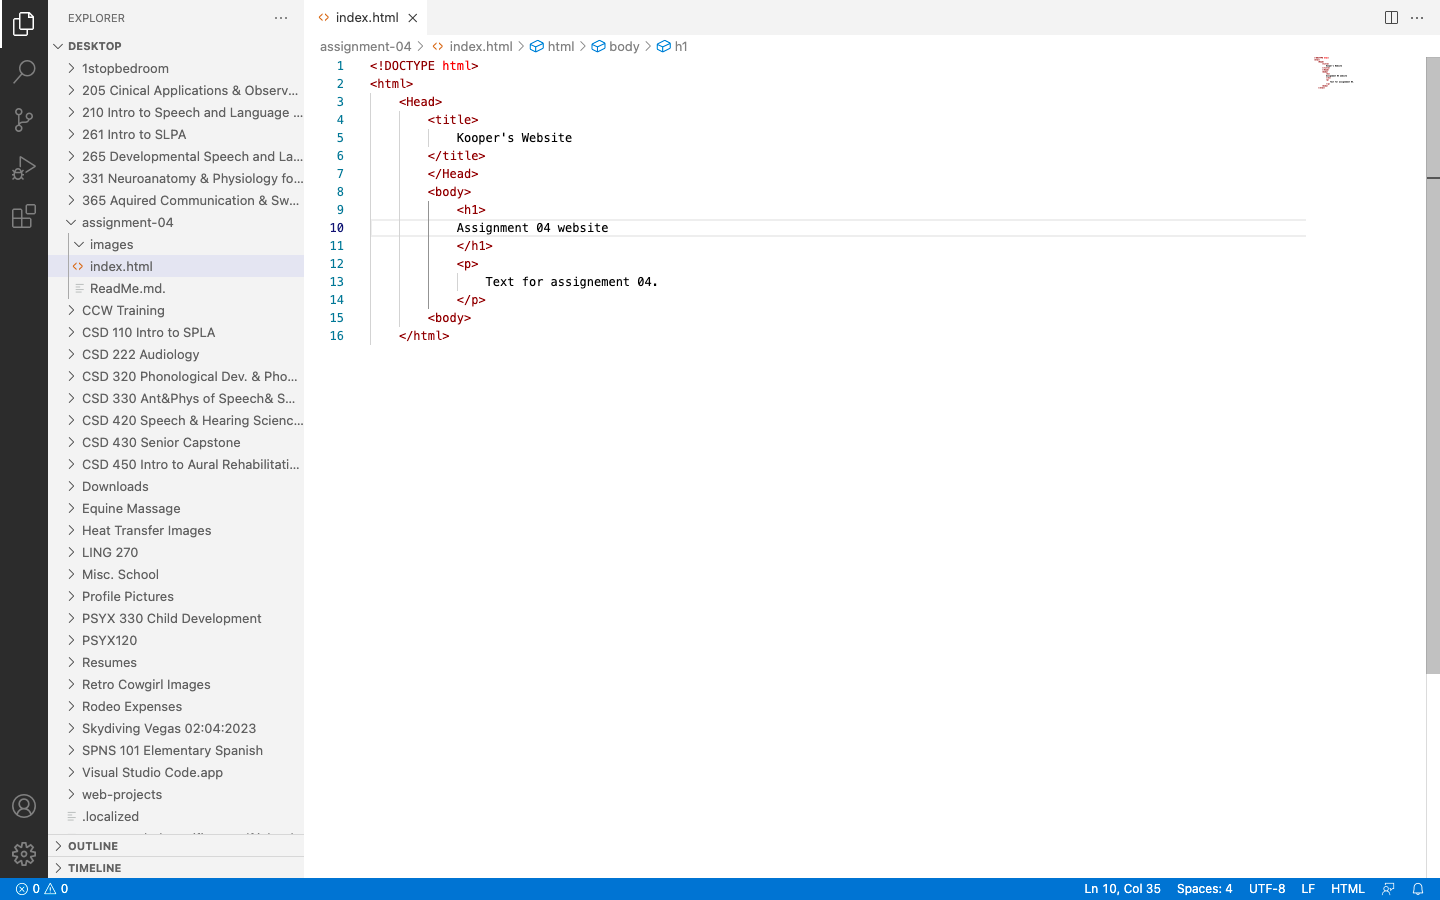 EXPLORER
DESKTOP
1stopbedroom
205 Cinical Applications & Observ...
210 Intro to Speech and Language ...
261 Intro to SLPA
265 Developmental Speech and La...
331 Neuroanatomy & Physiology fo...
365 Aquired Communication & Sw...
assignment-04
images
index.html
ReadMe.md.
CCW Training
CSD 110 Intro to SPLA
CSD 222 Audiology
CSD 320 Phonological Dev. & Pho...
CSD 330 Ant&Phys of Speech& S...
CSD 420 Speech & Hearing Scienc...
CSD 430 Senior Capstone
CSD 450 Intro to Aural Rehabilitati...
Downloads
Equine Massage
Heat Transfer Images
LING 270
Misc. School
Profile Pictures
PSYX 330 Child Development
PSYX120
Resumes
Retro Cowgirl Images
Rodeo Expenses
Skydiving Vegas 02:04:2023
SPNS 101 Elementary Spanish
Visual Studio Code.app
web-projects
.localized
OUTLINE
TIMELINE
index.html
assignment-04 > index.html > html > body > h1
1 <!DOCTYPE html>
2 <html>
3 <Head>
4 <title>
5 Kooper's Website
6 </title>
7 </Head>
8 <body>
9 <h1>
10 Assignment 04 website
11 </h1>
12 <p>
13 Text for assignement 04.
14 </p>
15 <body>
16 </html>
0 0 Ln 10, Col 35 Spaces: 4 UTF-8 LF HTML